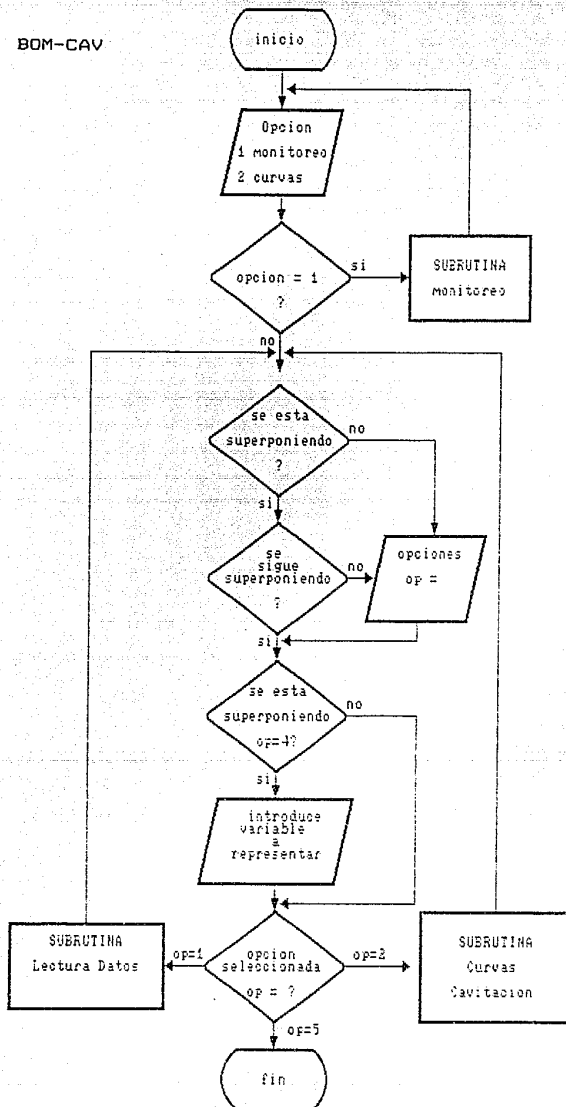 BOM-CAV
inicio
Opcion
1 monitoreo
2 curvas
opcion = 1
?
si
SUBRUTINA
monitoreo
no
se esta
superponiendo
?
no
si
se
sigue
superponiendo
?
no
opciones
op =
si
se esta
superponiendo
op=4?
no
si
introduce
variable
a
representar
SUBRUTINA
Lectura Datos
op=1
opcion
seleccionada
op = ?
op=2
SUBRUTINA
Curvas
Cavitacion
op=5
fin